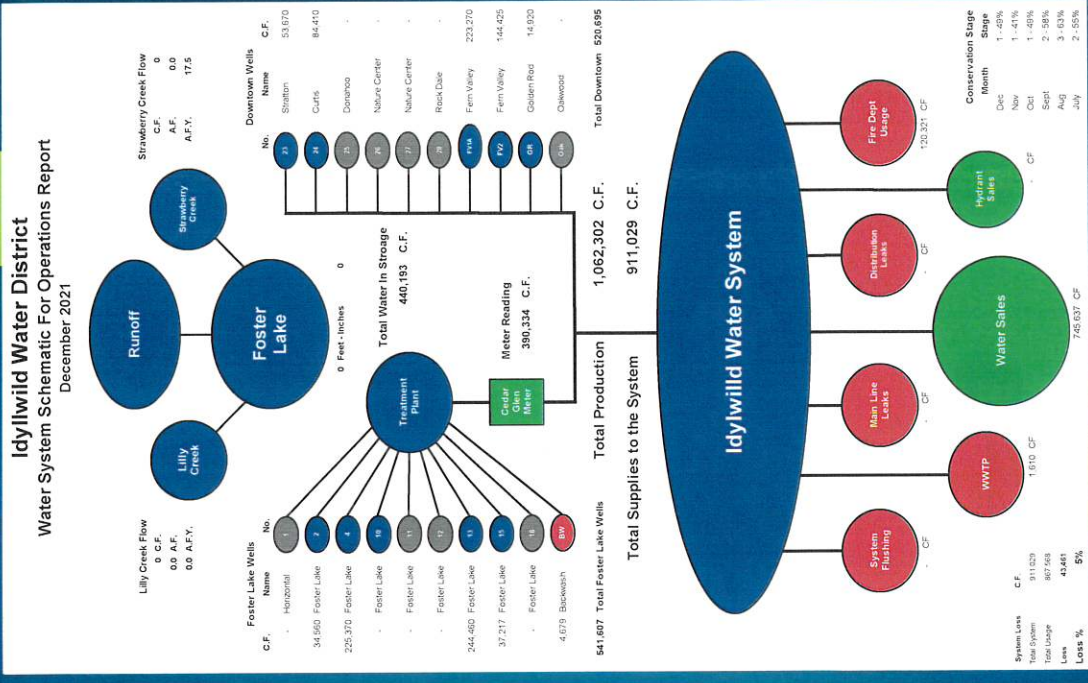 Idyllwild Water District
Water System Schematic For Operations Report
December 2021
Lilly Creek Flow
0 C.F.
0.0 A.F.
0.0 A.F.Y.
Lilly Creek
Runoff
Foster Lake
Strawberry Creek
Strawberry Creek Flow
C.F. 0
A.F. 0.0
A.F.Y. 17.5
0 Feet - Inches 0
Foster Lake Wells
C.F. Name No.
- Horizontal 1
34,560 Foster Lake 2
225,370 Foster Lake 4
- Foster Lake 10
- Foster Lake 11
- Foster Lake 12
244,460 Foster Lake 13
37,217 Foster Lake 15
- Foster Lake
4,679 Backwash BW
541,607 Total Foster Lake Wells
Treatment Plant
Total Water In Stroage
440,193 C.F.
Cedar Glen Meter
Meter Reading
390,334 C.F.
Downtown Wells
No. Name C.F.
23 Stratton 53,670
24 Curtis 84,410
25 Donahoo -
26 Nature Center -
27 Nature Center -
28 Rock Dale -
FV1A Fern Valley 223,270
FV2 Fern Valley 144,425
GR Golden Rod 14,920
Oakwood -
Total Downtown 520,695
Total Production 1,062,302 C.F.
Total Supplies to the System 911,029 C.F.
Idylwilld Water System
System Flushing
- CF
WWTP
1,610 CF
Main Line Leaks
- CF
Water Sales
745,637 CF
Distribution Leaks
- CF
Hydrant Sales
- CF
Fire Dept Usage
120,321 CF
System Loss C.F.
Total System 911,029
Total Usage 867,568
Loss 43,461
Loss % 5%
Conservation Stage
Month Stage
Dec 1 - 49%
Nov 1 - 41%
Oct 1 - 49%
Sept 2 - 58%
Aug 3 - 63%
July 2 - 55%